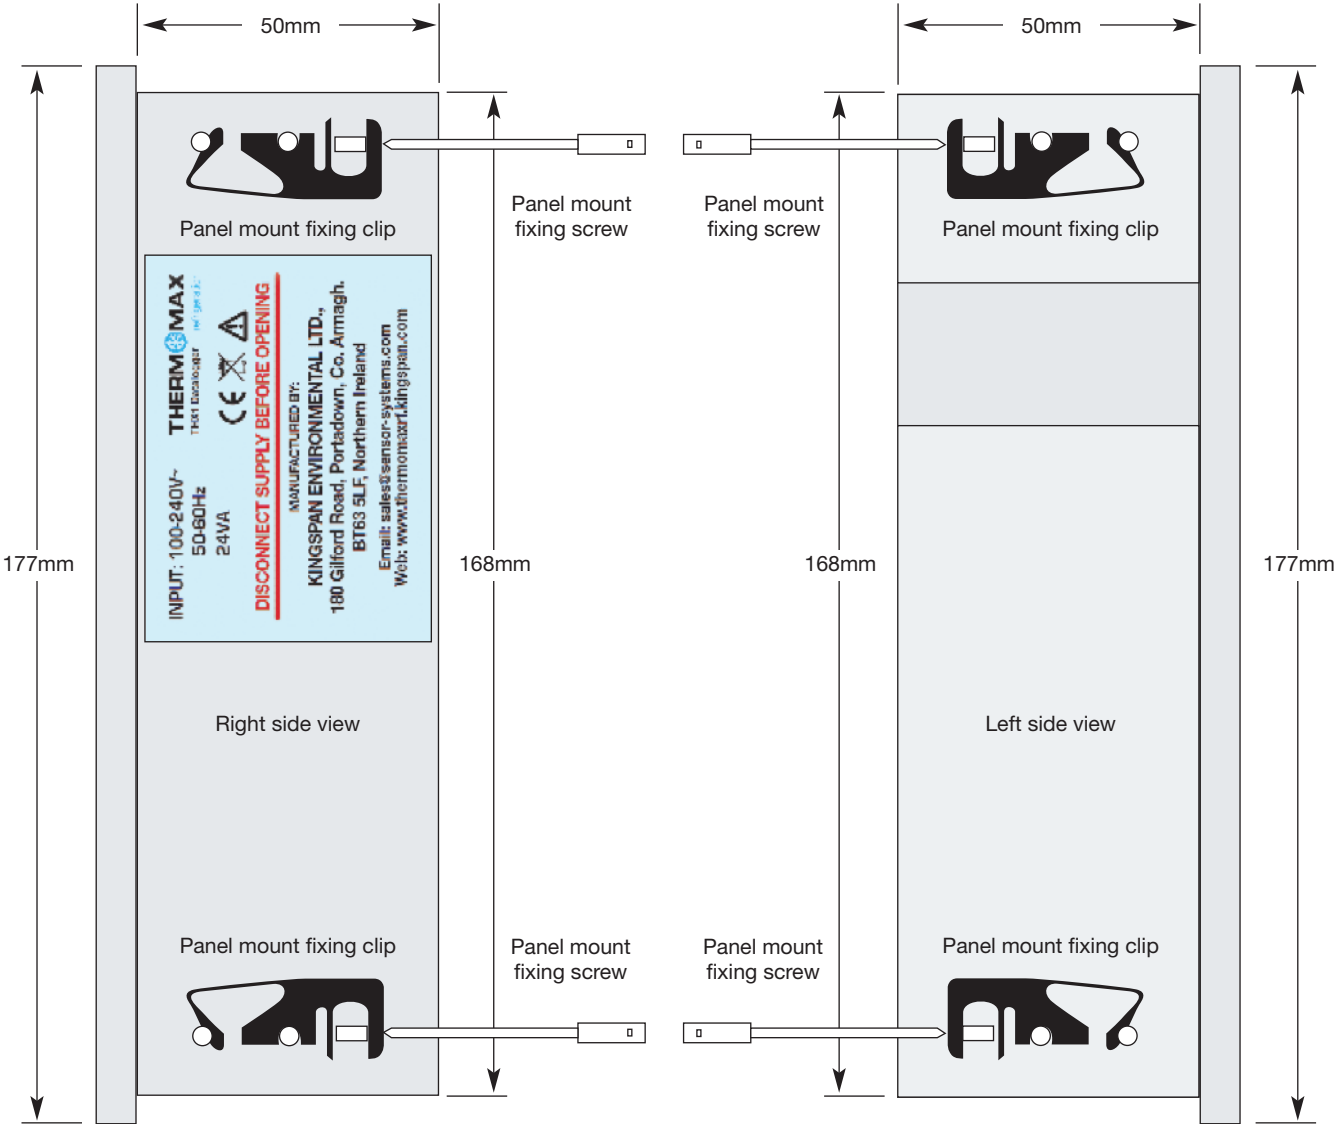 50mm
50mm
Panel mount fixing clip
Panel mount
fixing screw
Panel mount
fixing screw
Panel mount fixing clip
INPUT: 100-240V~
50-60Hz
24VA
THERMOMAX
refrigeration
THX1 Datalogger
CE
DISCONNECT SUPPLY BEFORE OPENING
MANUFACTURED BY:
KINGSPAN ENVIRONMENTAL LTD.,
180 Gilford Road, Portadown, Co. Armagh.
BT63 5LF, Northern Ireland
Email: sales@sensor-systems.com
Web: www.thermomaxrf.kingspan.com
177mm
168mm
168mm
177mm
Right side view
Left side view
Panel mount fixing clip
Panel mount
fixing screw
Panel mount
fixing screw
Panel mount fixing clip